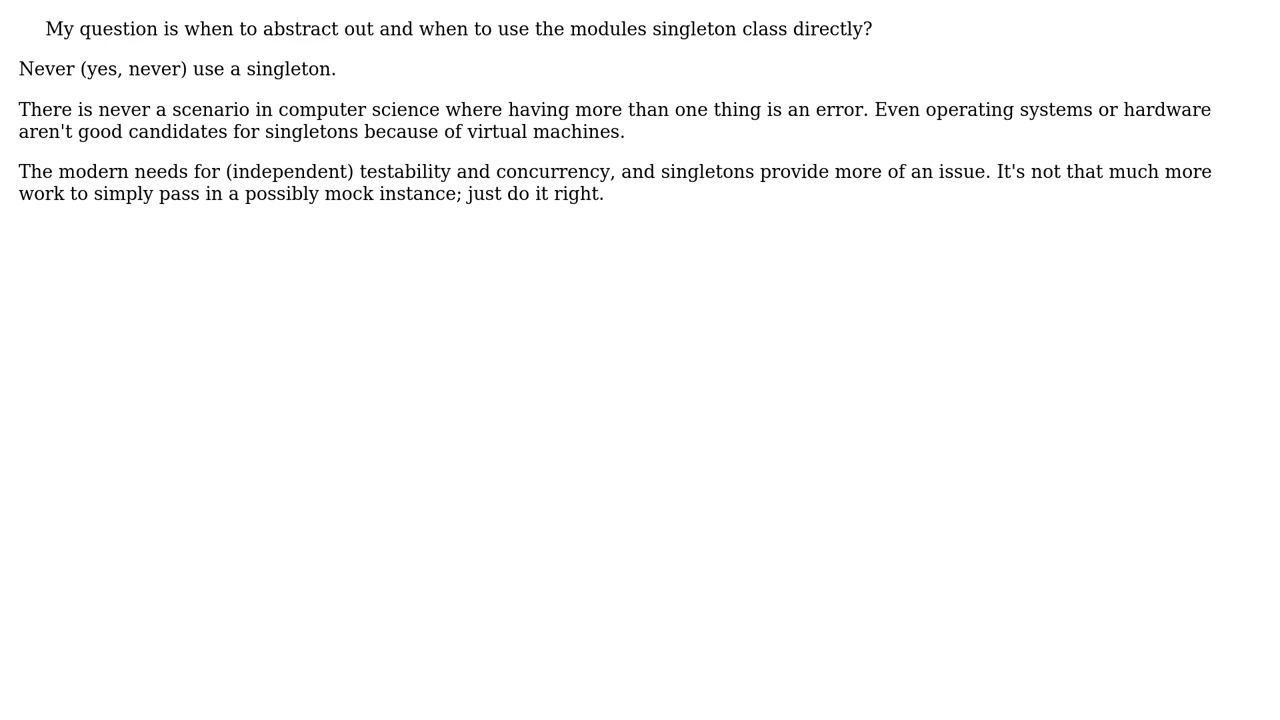 My question is when to abstract out and when to use the modules singleton class directly?
Never (yes, never) use a singleton.
There is never a scenario in computer science where having more than one thing is an error. Even operating systems or hardware
aren't good candidates for singletons because of virtual machines.
The modern needs for (independent) testability and concurrency, and singletons provide more of an issue. It's not that much more
work to simply pass in a possibly mock instance; just do it right.